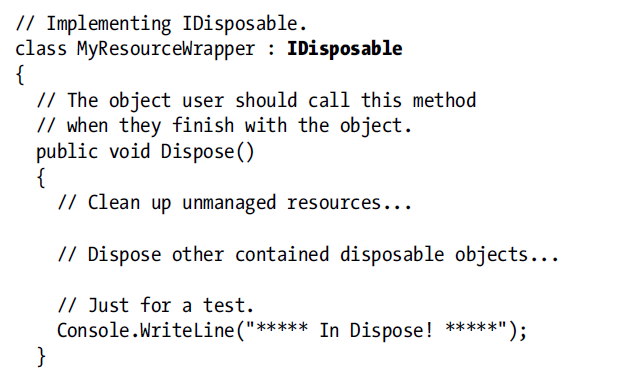 // Implementing IDisposable.
class MyResourceWrapper : IDisposable
{
  // The object user should call this method
  // when they finish with the object.
  public void Dispose()
  {
    // Clean up unmanaged resources...

    // Dispose other contained disposable objects...

    // Just for a test.
    Console.WriteLine("***** In Dispose! *****");
  }